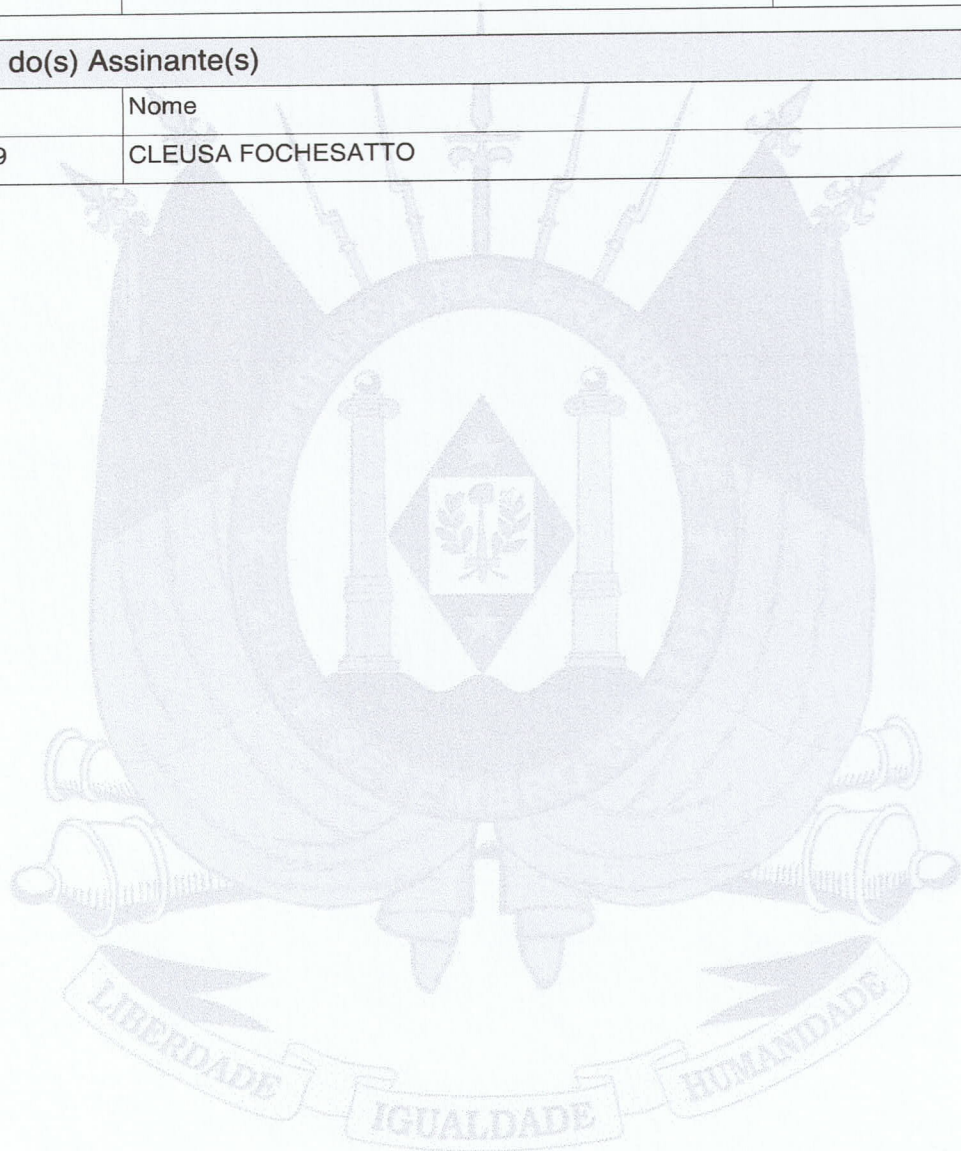 do(s) Assinante(s)
Nome
9 CLEUSA FOCHESATTO
LIBERDADE IGUALDADE HUMANIDADE